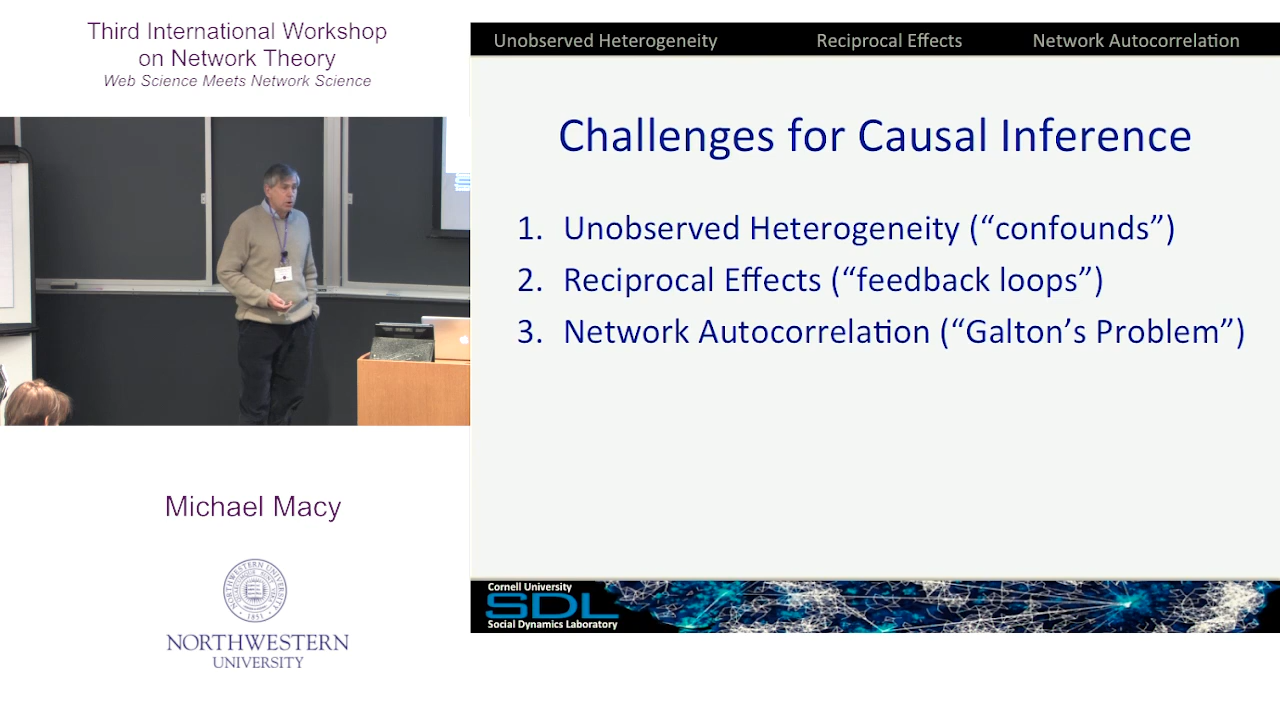 Third International Workshop
on Network Theory
Web Science Meets Network Science
Michael Macy
NORTHWESTERN
UNIVERSITY
Unobserved Heterogeneity Reciprocal Effects Network Autocorrelation
Challenges for Causal Inference
1. Unobserved Heterogeneity (“confounds”)
2. Reciprocal Effects (“feedback loops”)
3. Network Autocorrelation (“Galton’s Problem”)
Cornell University
SDL
Social Dynamics Laboratory